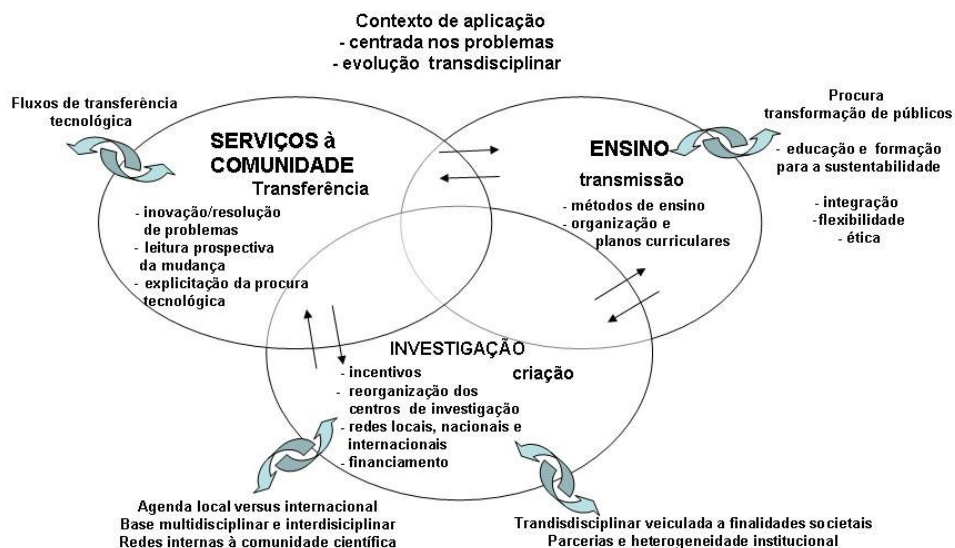 Contexto de aplicação
- centrada nos problemas
- evolução transdisciplinar
Fluxos de transferência
tecnológica
SERVIÇOS à
COMUNIDADE
Transferência
- inovação/resolução
de problemas
- leitura prospectiva
da mudança
- explicitação da procura
tecnológica
ENSINO
transmissão
- métodos de ensino
- organização e
planos curriculares
Procura
transformação de públicos
- educação e formação
para a sustentabilidade
- integração
-flexibilidade
- ética
INVESTIGAÇÃO
criação
- incentivos
- reorganização dos
centros de investigação
- redes locais, nacionais e
internacionais
- financiamento
Agenda local versus internacional
Base multidisciplinar e interdisiciplinar
Redes internas à comunidade científica
Trandisdisciplinar veiculada a finalidades societais
Parcerias e heterogeneidade institucional